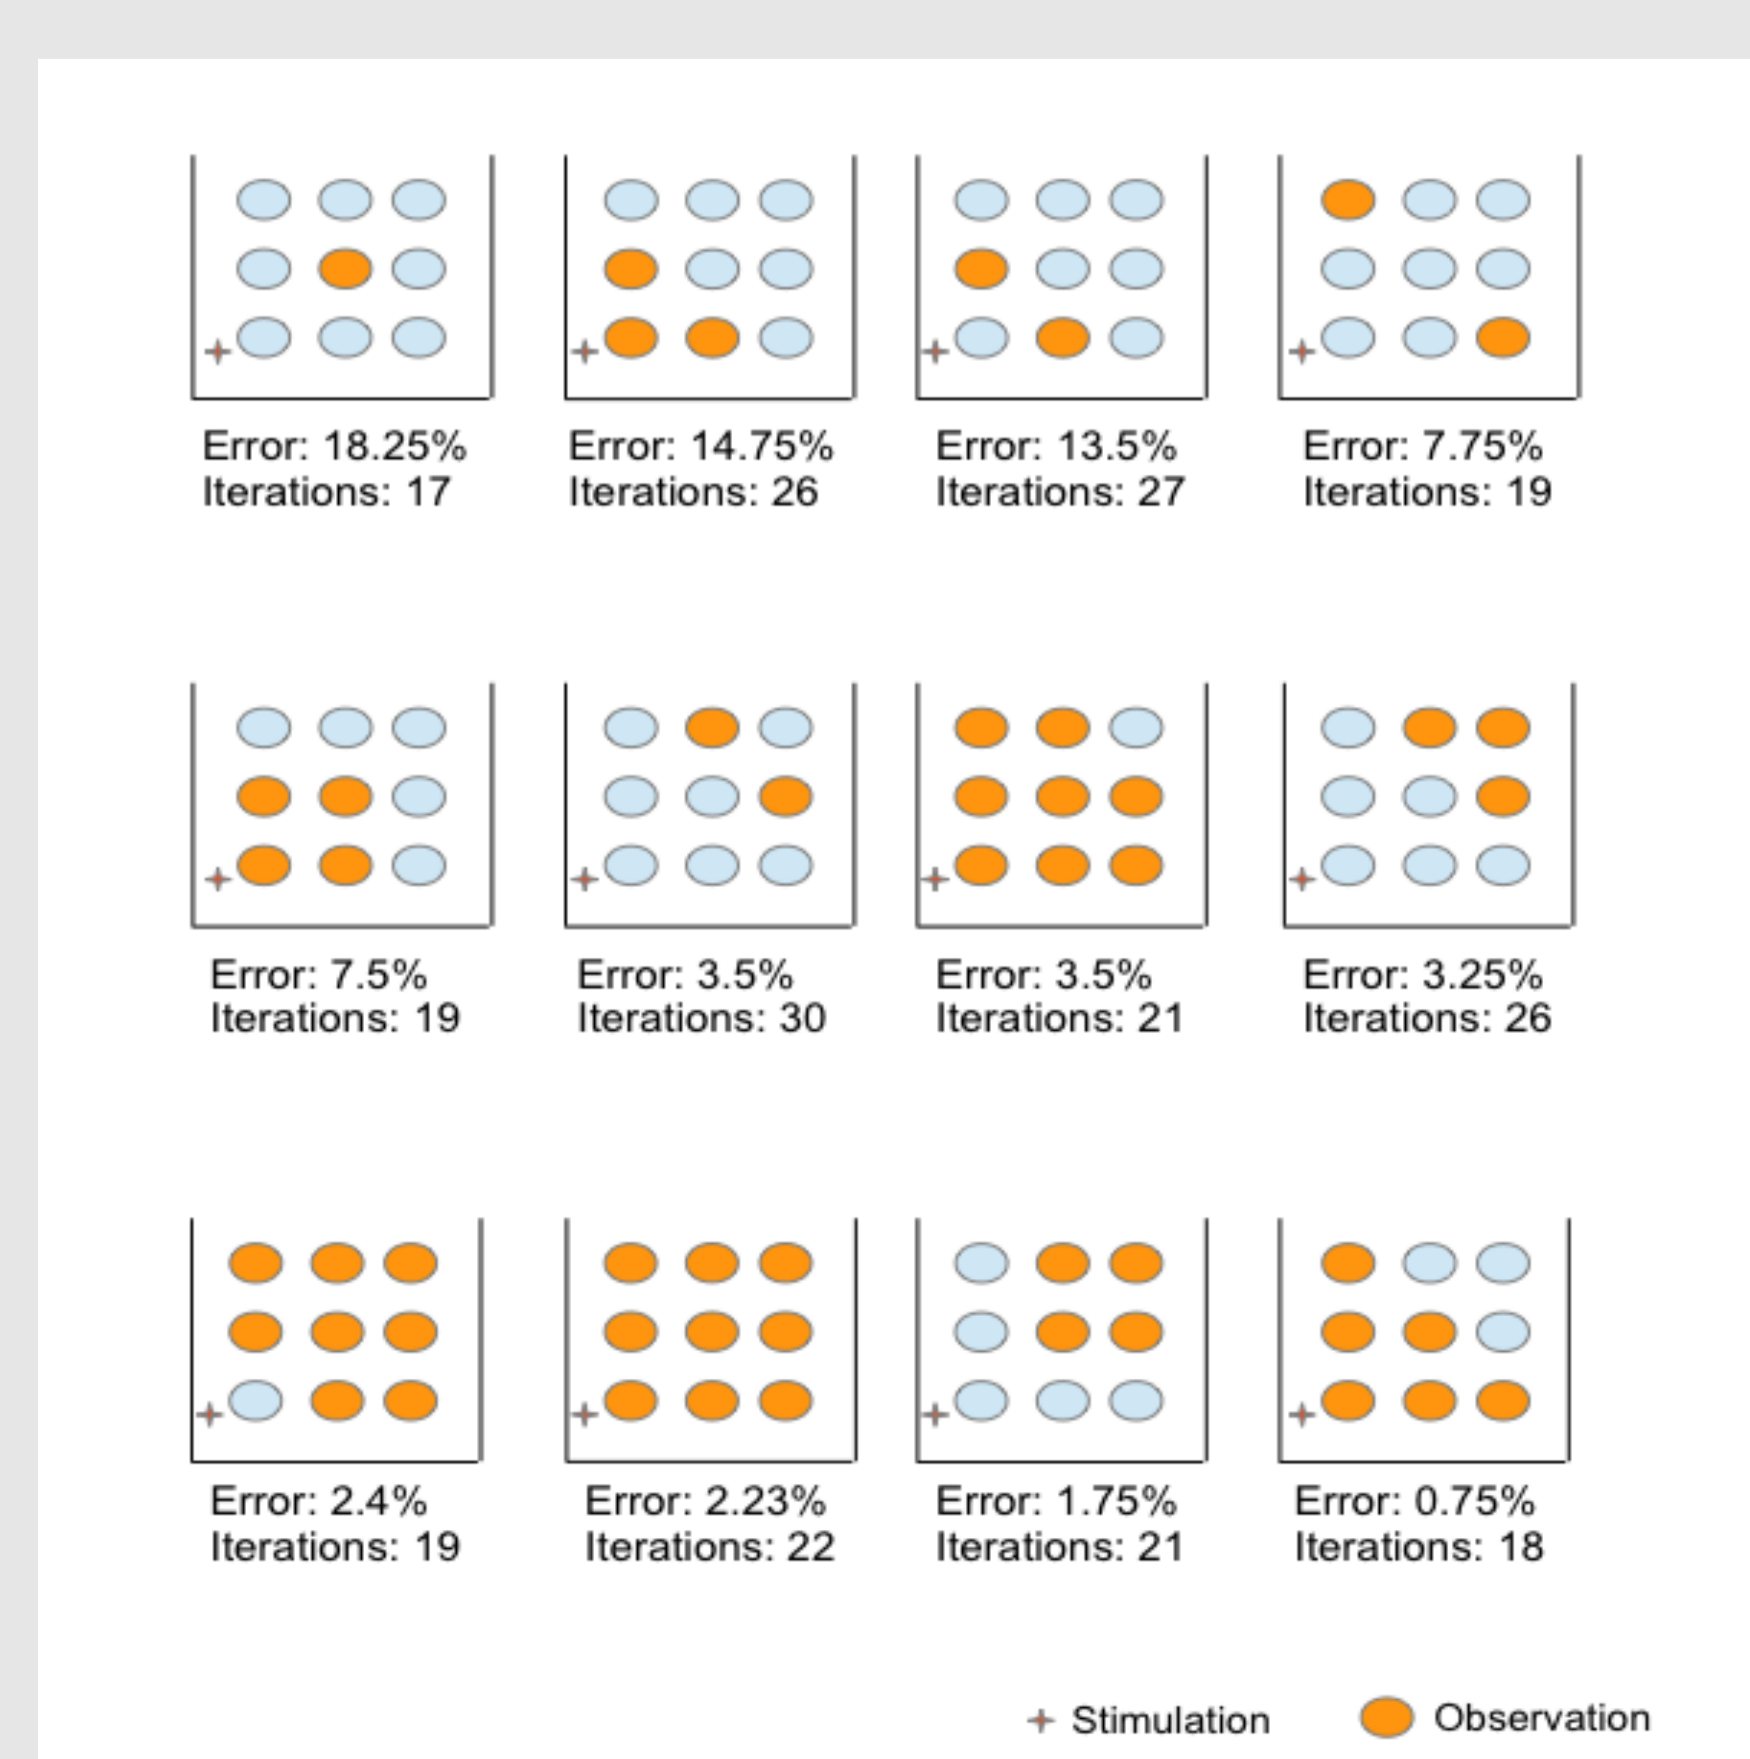 Error: 18.25%
Iterations: 17
Error: 14.75%
Iterations: 26
Error: 13.5%
Iterations: 27
Error: 7.75%
Iterations: 19
Error: 7.5%
Iterations: 19
Error: 3.5%
Iterations: 30
Error: 3.5%
Iterations: 21
Error: 3.25%
Iterations: 26
Error: 2.4%
Iterations: 19
Error: 2.23%
Iterations: 22
Error: 1.75%
Iterations: 21
Error: 0.75%
Iterations: 18
Stimulation
Observation